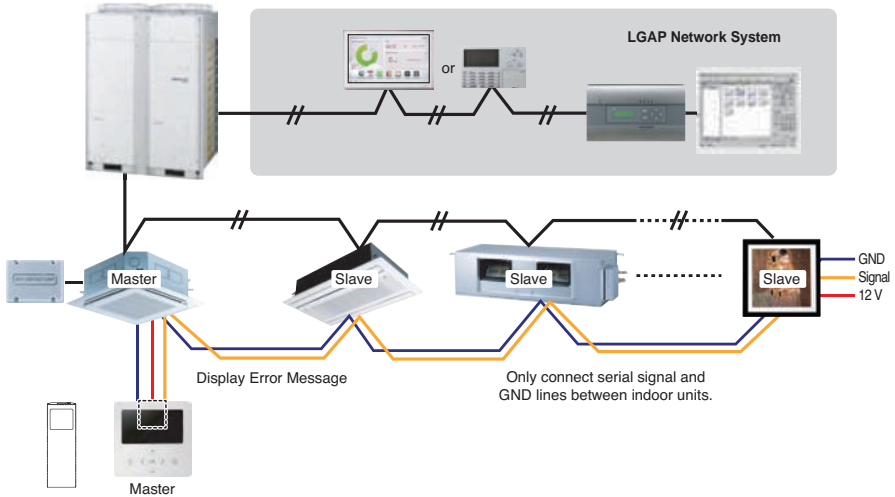 LGAP Network System
or
Master
Slave
Slave
Slave
GND
Signal
12 V
Display Error Message
Only connect serial signal and
GND lines between indoor units.
Master